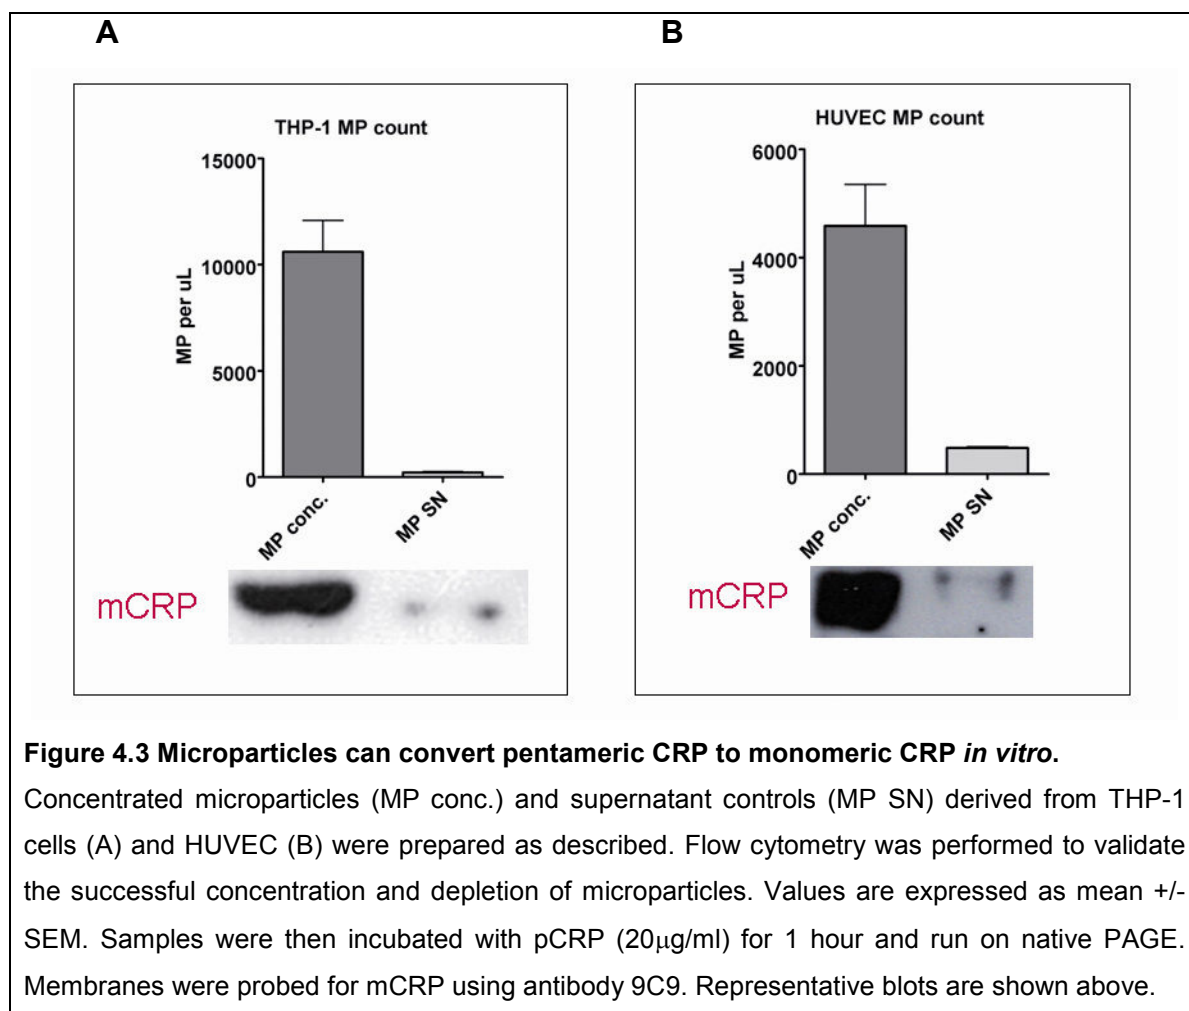 A
B
THP-1 MP count
15000
10000
5000
0
MP per uL
MP conc.
MP SN
mCRP
HUVEC MP count
6000
4000
2000
0
MP per uL
MP conc.
MP SN
mCRP
Figure 4.3 Microparticles can convert pentameric CRP to monomeric CRP in vitro.
Concentrated microparticles (MP conc.) and supernatant controls (MP SN) derived from THP-1
cells (A) and HUVEC (B) were prepared as described. Flow cytometry was performed to validate
the successful concentration and depletion of microparticles. Values are expressed as mean +/-
SEM. Samples were then incubated with pCRP (20μg/ml) for 1 hour and run on native PAGE.
Membranes were probed for mCRP using antibody 9C9. Representative blots are shown above.